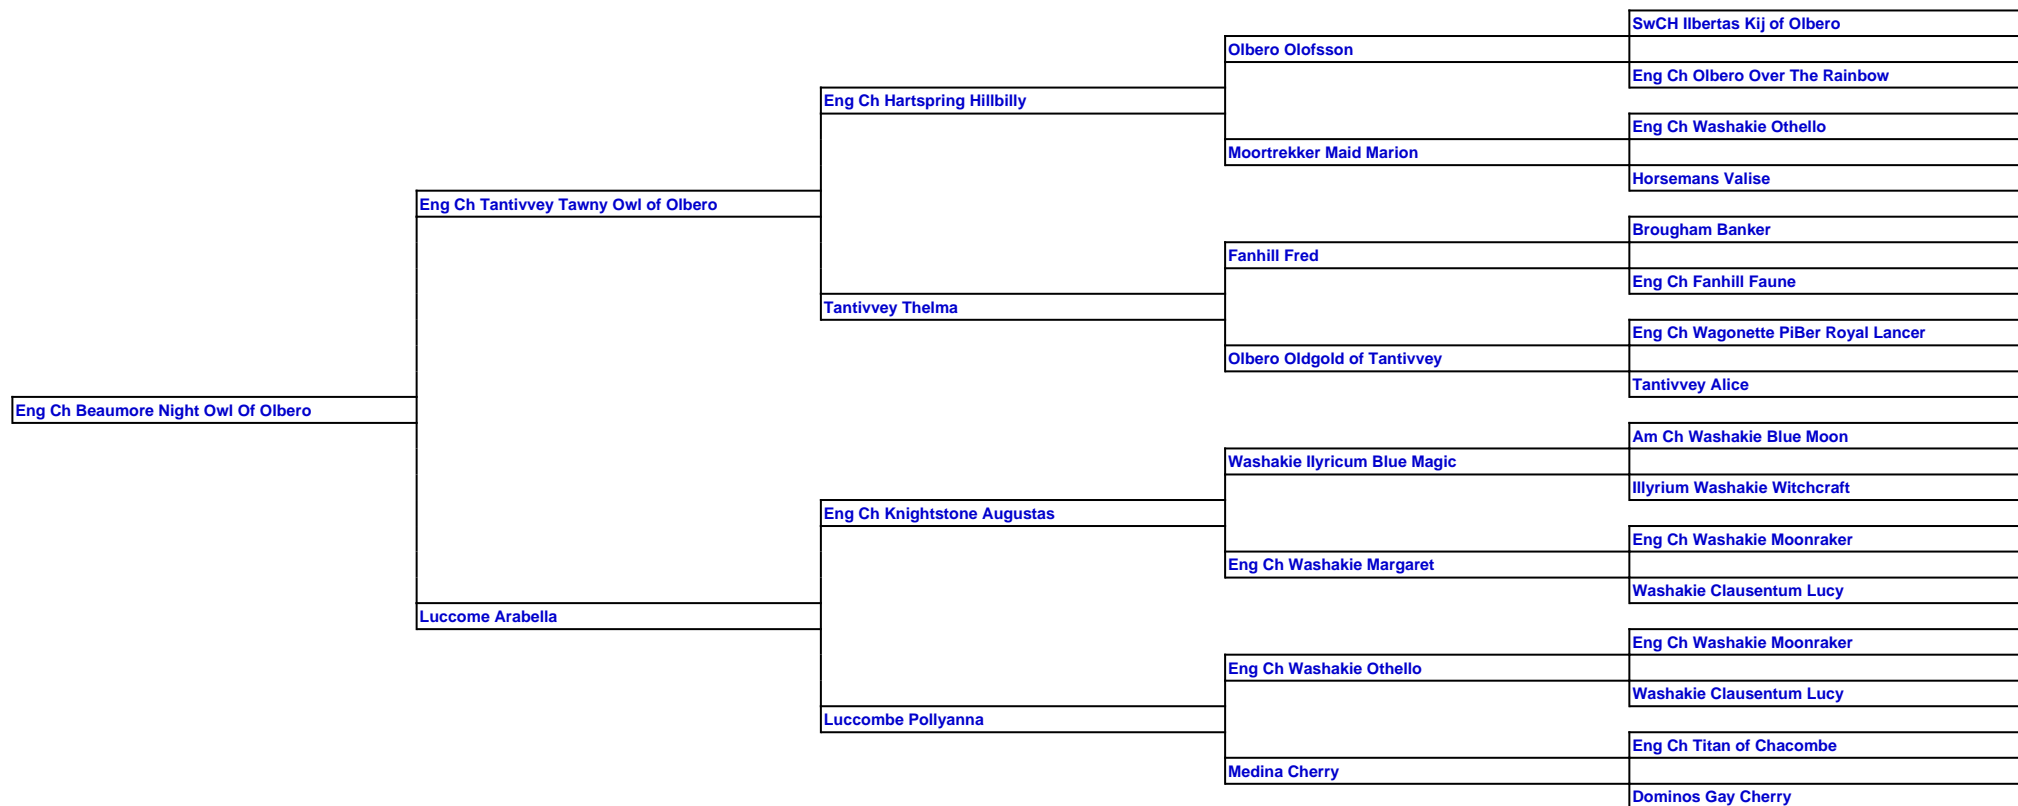 SwCH Ilbertas Kij of Olbero
Olbero Olofsson
Eng Ch Olbero Over The Rainbow
Eng Ch Hartspring Hillbilly
Eng Ch Washakie Othello
Moortrekker Maid Marion
Horsemans Valise
Eng Ch Tantivvey Tawny Owl of Olbero
Brougham Banker
Fanhill Fred
Eng Ch Fanhill Faune
Tantivvey Thelma
Eng Ch Wagonette PiBer Royal Lancer
Olbero Oldgold of Tantivvey
Tantivvey Alice
Eng Ch Beaumore Night Owl Of Olbero
Am Ch Washakie Blue Moon
Washakie Ilyricum Blue Magic
Illyrium Washakie Witchcraft
Eng Ch Knightstone Augustas
Eng Ch Washakie Moonraker
Eng Ch Washakie Margaret
Washakie Clausentum Lucy
Luccome Arabella
Eng Ch Washakie Moonraker
Eng Ch Washakie Othello
Washakie Clausentum Lucy
Luccombe Pollyanna
Eng Ch Titan of Chacombe
Medina Cherry
Dominos Gay Cherry